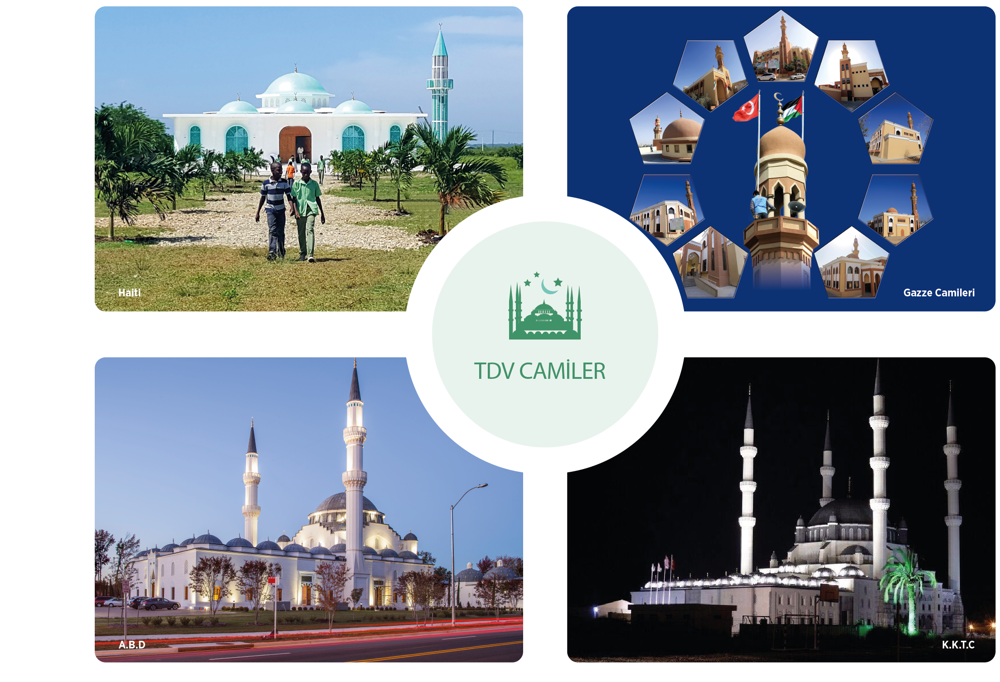 Haiti
Gazze Camileri
TDV CAMİLER
A.B.D
K.K.T.C